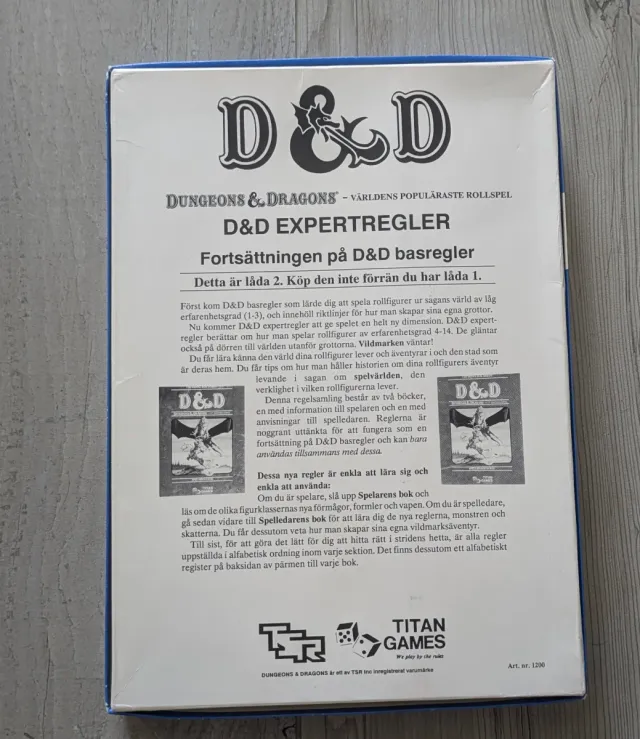 D&D
DUNGEONS & DRAGONS® – VÄRLDENS POPULÄRASTE ROLLSPEL
D&D EXPERTREGLER
Fortsättningen på D&D basregler
Detta är låda 2. Köp den inte förrän du har låda 1.
Först kom D&D basregler som lärde dig att spela rollfigurer ur sagans värld av låg
erfarenhetsgrad (1-3), och innehöll riktlinjer för hur man skapar sina egna grottor.
Nu kommer D&D expertregler att ge spelet en helt ny dimension. D&D expert-
regler berättar om hur man spelar rollfigurer av erfarenhetsgrad 4-14. De gläntar
också på dörren till världen utanför grottorna. Vildmarken väntar!
Du får lära känna den värld dina rollfigurer lever och äventyrar i och den stad som
är deras hem. Du får tips om hur man håller historien om dina rollfigurers äventyr
levande i sagan om spelvärlden, den
verklighet i vilken rollfigurerna lever.
Denna regelsamling består av två böcker,
en med information till spelaren och en med
anvisningar till spelledaren. Reglerna är
noggrant uttänkta för att fungera som en
fortsättning på D&D basregler och kan bara
användas tillsammans med dessa.
Dessa nya regler är enkla att lära sig och
enkla att använda:
Om du är spelare, slå upp Spelarens bok och
läs om de olika figurklassernas nya förmågor, formler och vapen. Om du är spelledare,
gå sedan vidare till Spelledarens bok för att lära dig de nya reglerna, monstren och
skatterna. Du får dessutom veta hur man skapar sina egna vildmarksäventyr.
Till sist, för att göra det lätt för dig att hitta rätt i stridens hetta, är alla regler
uppställda i alfabetisk ordning inom varje sektion. Det finns dessutom ett alfabetiskt
register på baksidan av pärmen till varje bok.
D&D
D&D
TSR
TITAN
GAMES
We play by the rules
DUNGEONS & DRAGONS är ett av TSR Inc inregistrerat varumärke
Art. nr. 1200